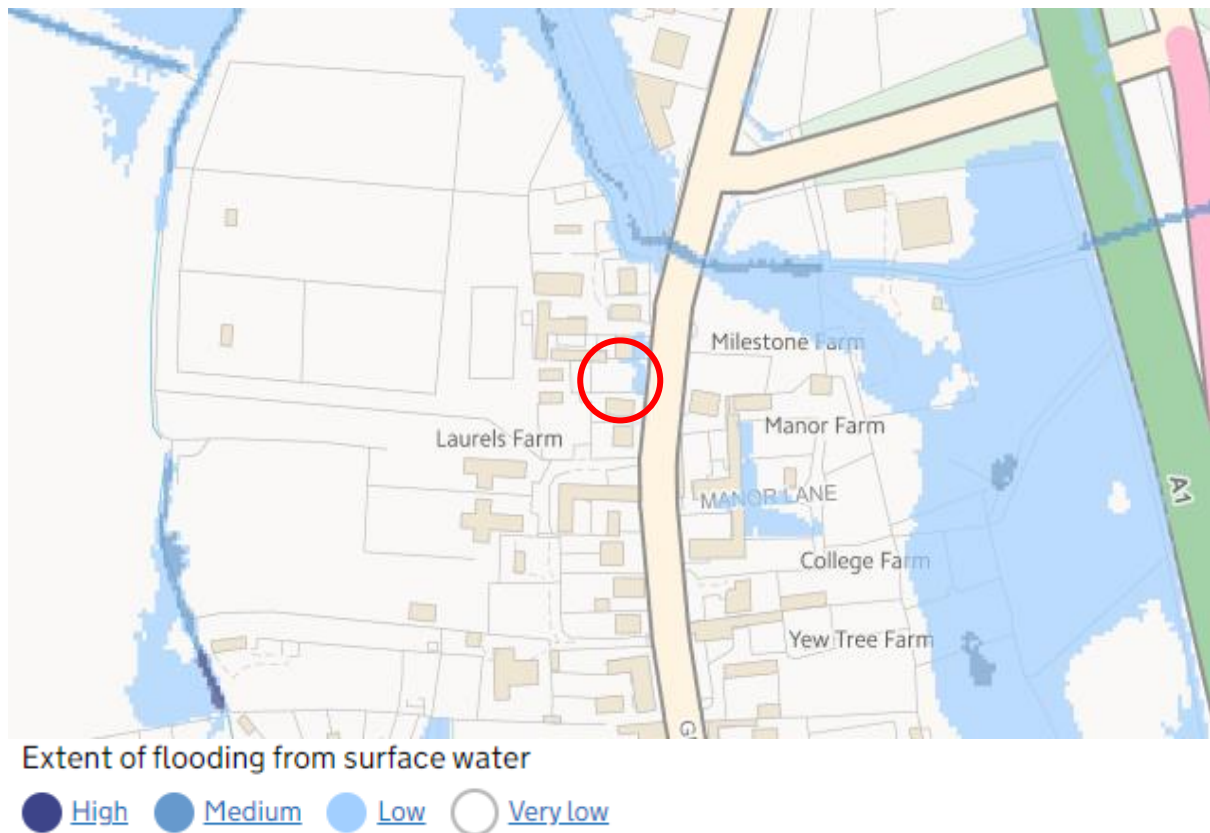 Milestone Farm
Manor Farm
Laurels Farm
A1
MANOR LANE
College Farm
Yew Tree Farm
Extent of flooding from surface water
High Medium Low Very low